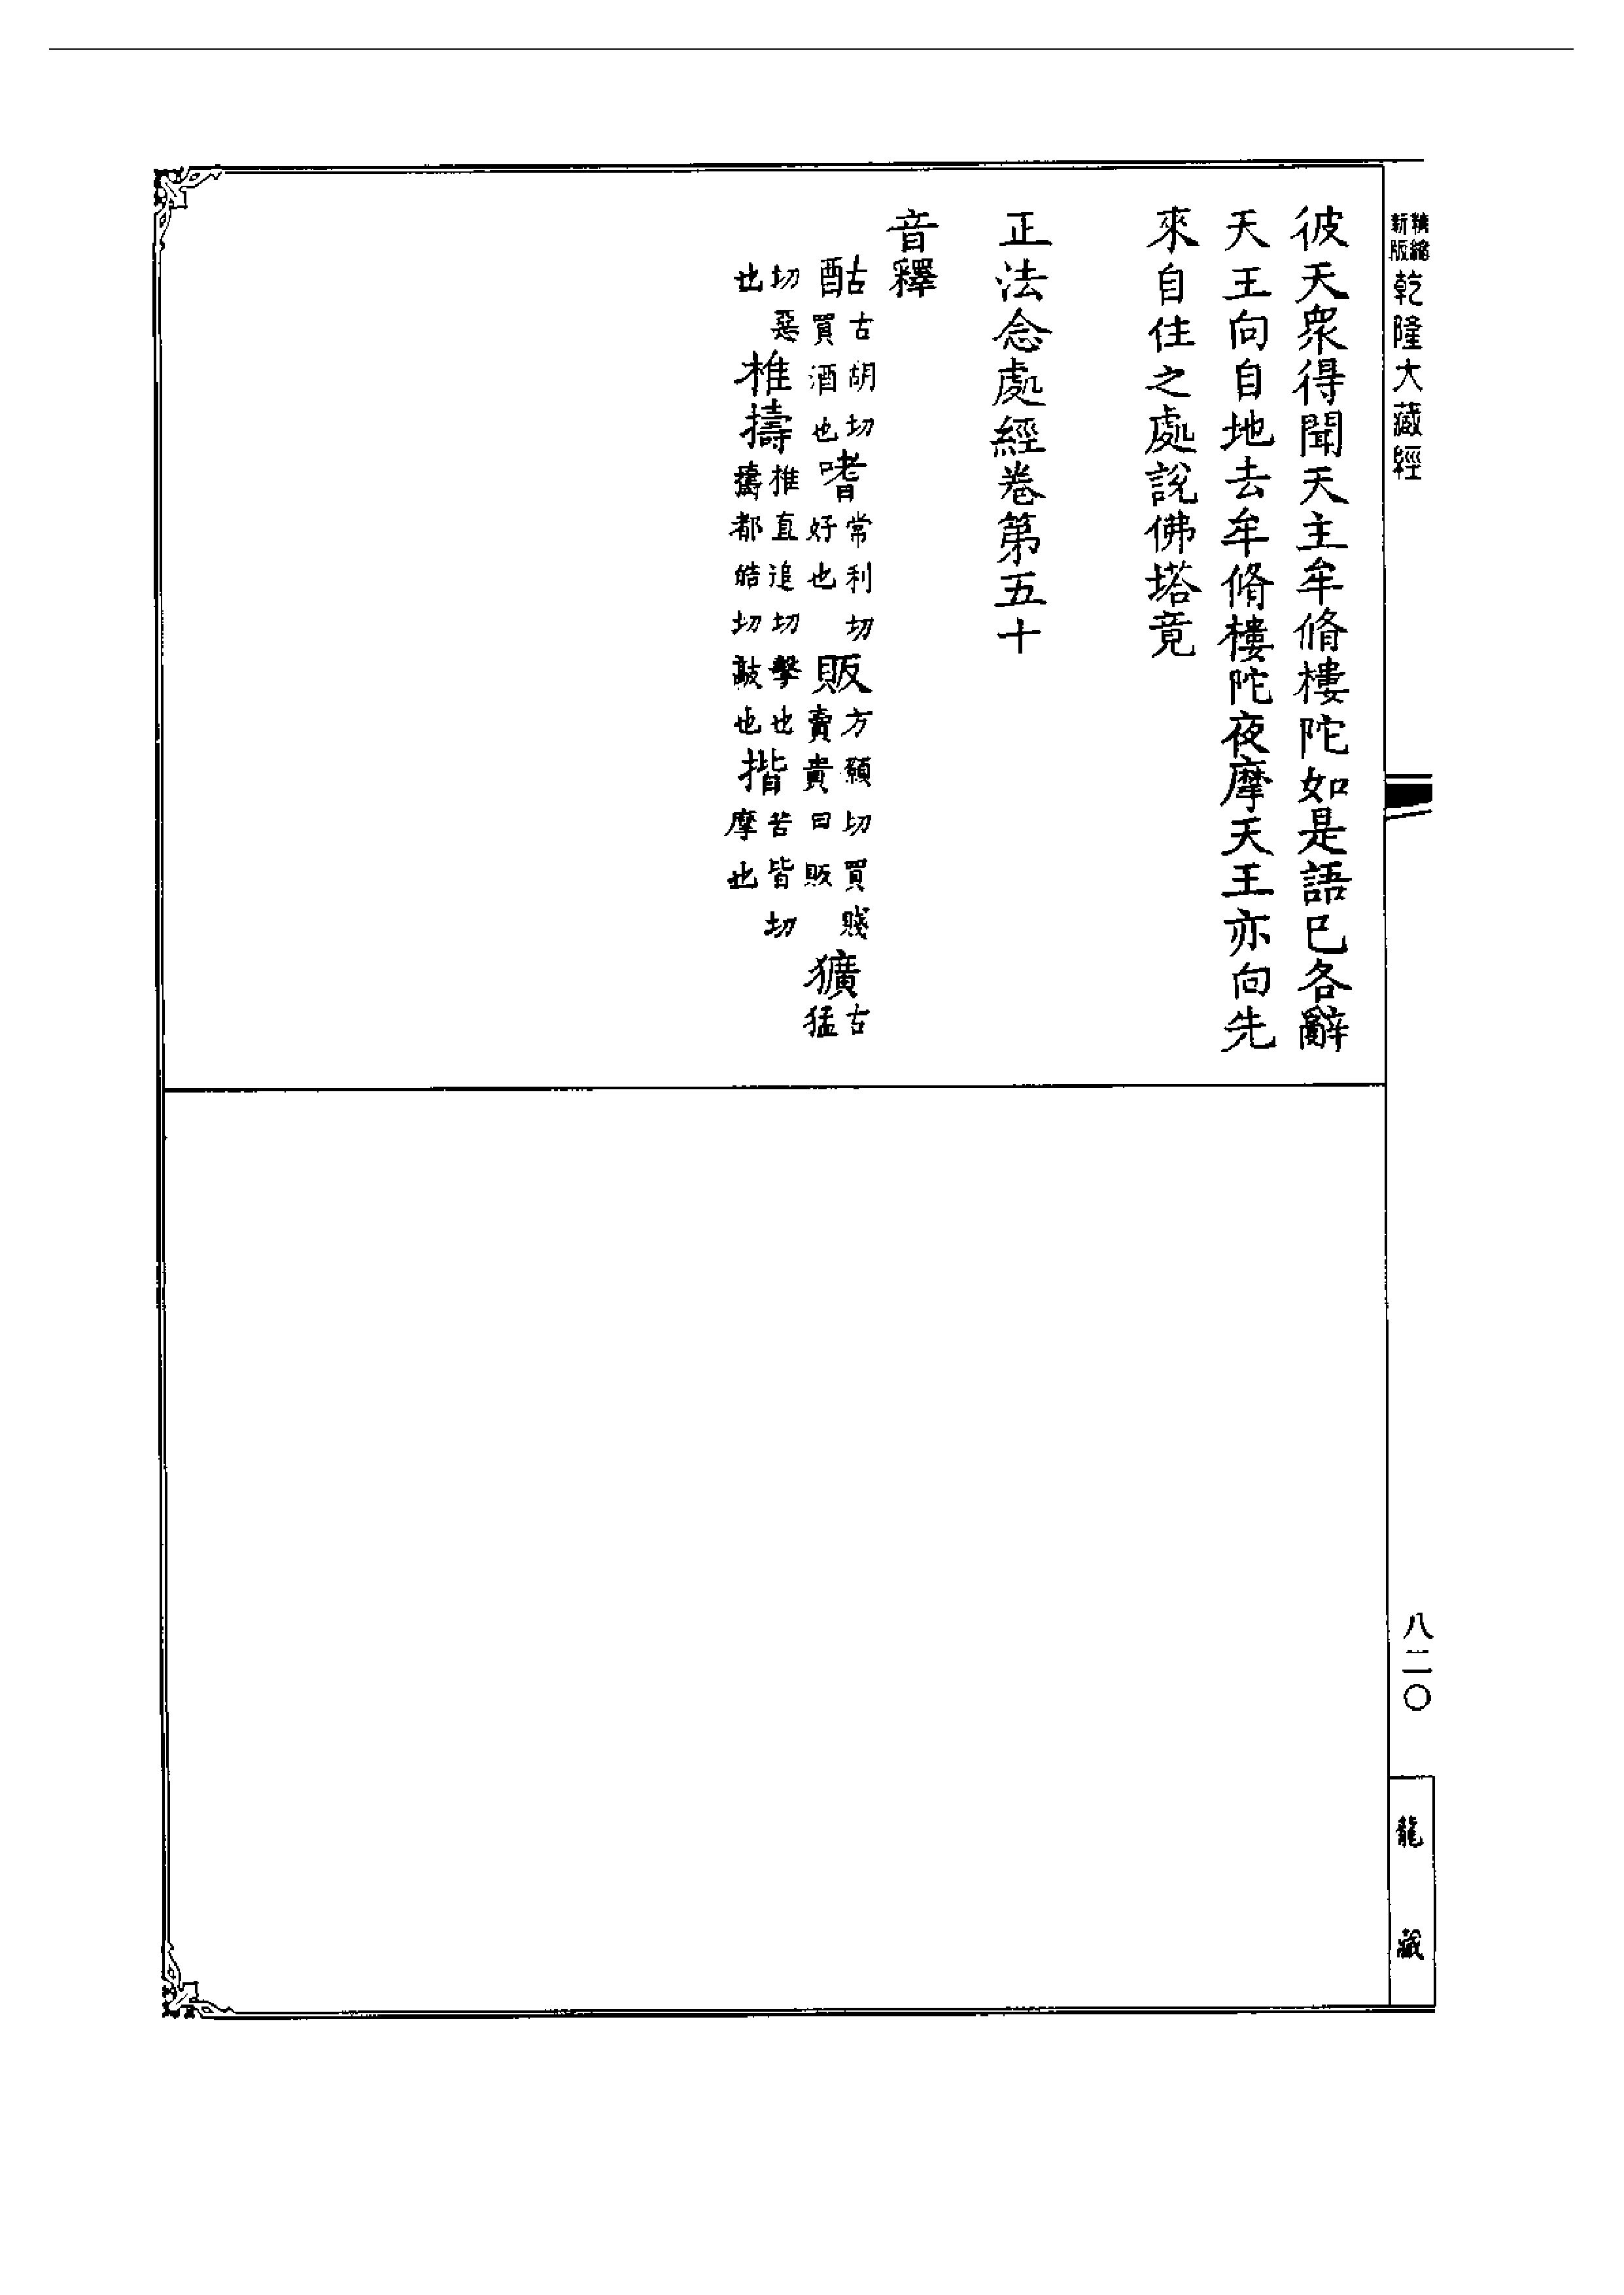 精縮
新版
乾隆大藏經
彼天衆得聞天主牟脩樓陀如是語已各辭
天王向自地去牟脩樓陀夜摩天王亦向先
來自住之處說佛塔竟
正法念處經卷第五十
音釋
酤古胡切買酒也嗜常利切好也販方願切買賤賣貴曰販獷古猛
切惡也椎擣椎直追切擊也擣都皓切敲也揩苦皆切摩也
八二〇
龍藏